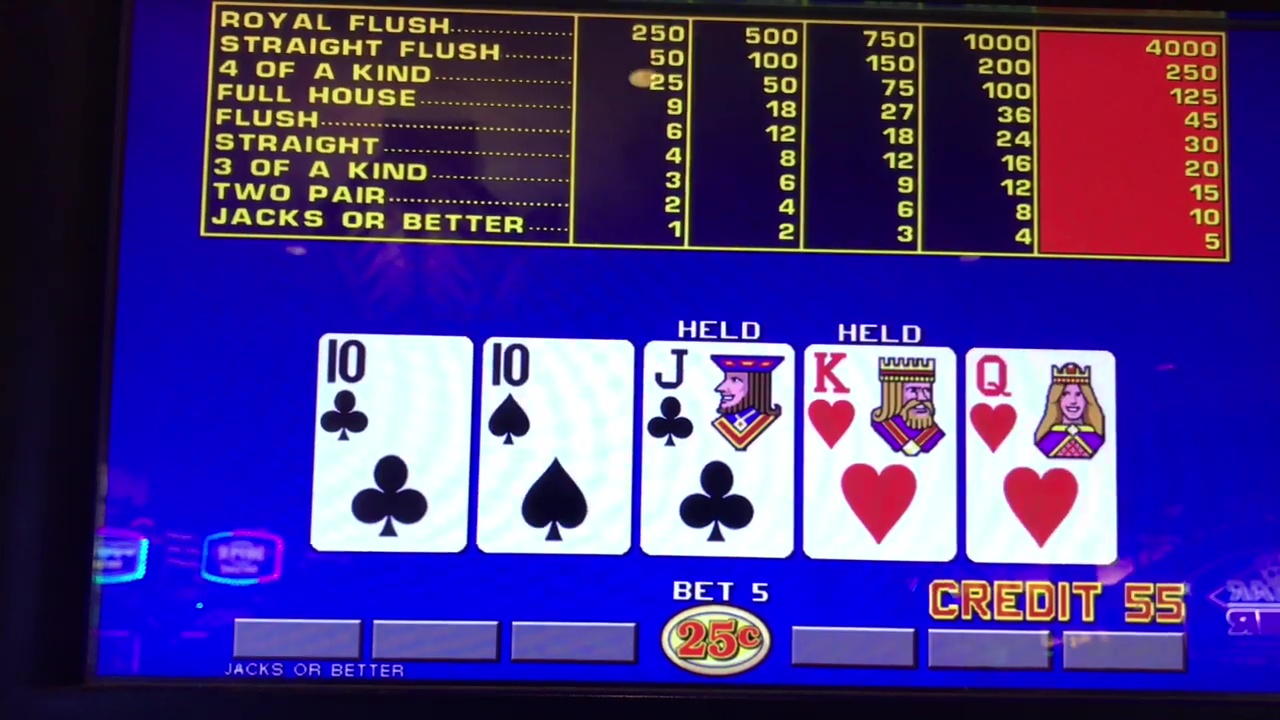 ROYAL FLUSH 250 500 750 1000 4000
STRAIGHT FLUSH 50 100 150 200 250
4 OF A KIND 25 50 75 100 125
FULL HOUSE 9 18 27 36 45
FLUSH 6 12 18 24 30
STRAIGHT 4 8 12 16 20
3 OF A KIND 3 6 9 12 15
TWO PAIR 2 4 6 8 10
JACKS OR BETTER 1 2 3 4 5
HELD HELD
10 10 J K Q
BET 5
CREDIT 55
25¢
JACKS OR BETTER